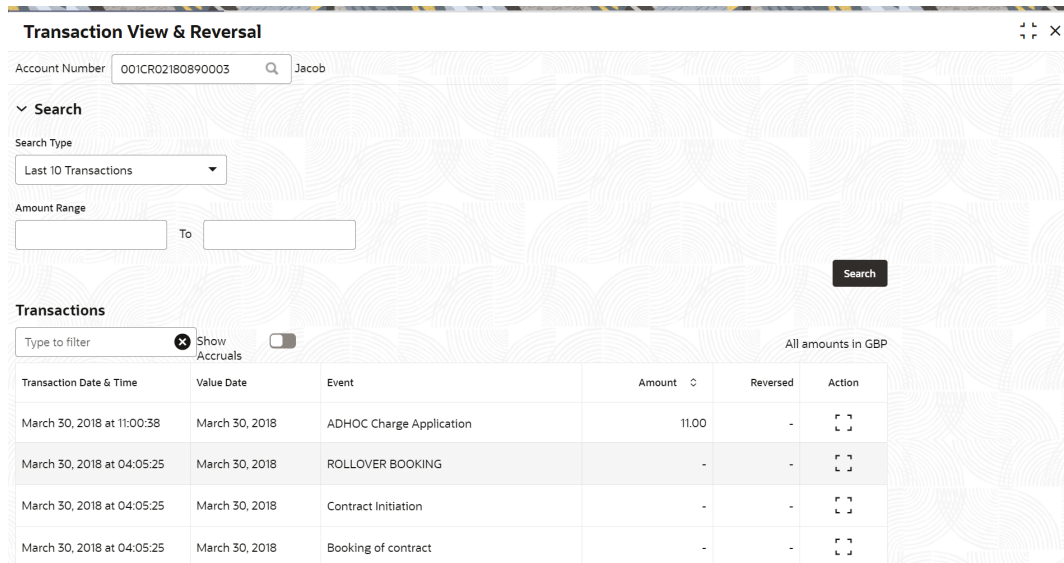 Transaction View & Reversal
Account Number 001CR02180890003 Jacob
Search
Search Type
Last 10 Transactions
Amount Range
To
Search
Transactions
Type to filter Show Accruals All amounts in GBP
Transaction Date & Time Value Date Event Amount Reversed Action
March 30, 2018 at 11:00:38 March 30, 2018 ADHOC Charge Application 11.00 -
March 30, 2018 at 04:05:25 March 30, 2018 ROLLOVER BOOKING - -
March 30, 2018 at 04:05:25 March 30, 2018 Contract Initiation - -
March 30, 2018 at 04:05:25 March 30, 2018 Booking of contract - -